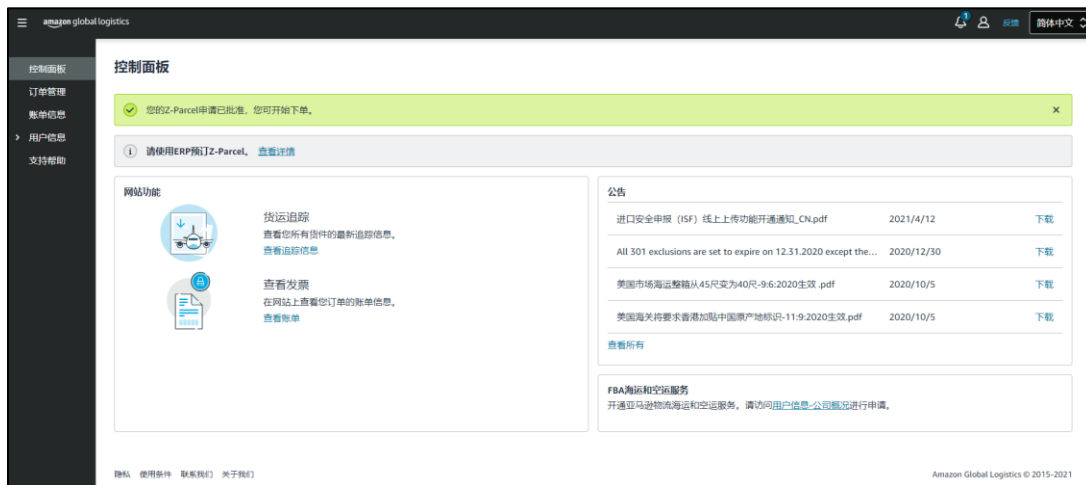 amazon global logistics
1
反馈
简体中文
控制面板
订单管理
账单信息
用户信息
支持帮助
控制面板
您的Z-Parcel申请已批准，您可开始下单。
请使用ERP预订Z-Parcel。 查看详情
网站功能
货运追踪
查看您所有货件的最新追踪信息。
查看追踪信息
查看发票
在网站上查看您订单的账单信息。
查看账单
公告
进口安全申报（ISF）线上上传功能开通通知_CN.pdf 2021/4/12 下载
All 301 exclusions are set to expire on 12.31.2020 except the... 2020/12/30 下载
美国市场海运整箱从45尺变为40尺-9:6:2020生效 .pdf 2020/10/5 下载
美国海关将要求香港加贴中国原产地标识-11:9:2020生效.pdf 2020/10/5 下载
查看所有
FBA海运和空运服务
开通亚马逊物流海运和空运服务。请访问用户信息-公司概况进行申请。
隐私 使用条件 联系我们 关于我们
Amazon Global Logistics © 2015-2021